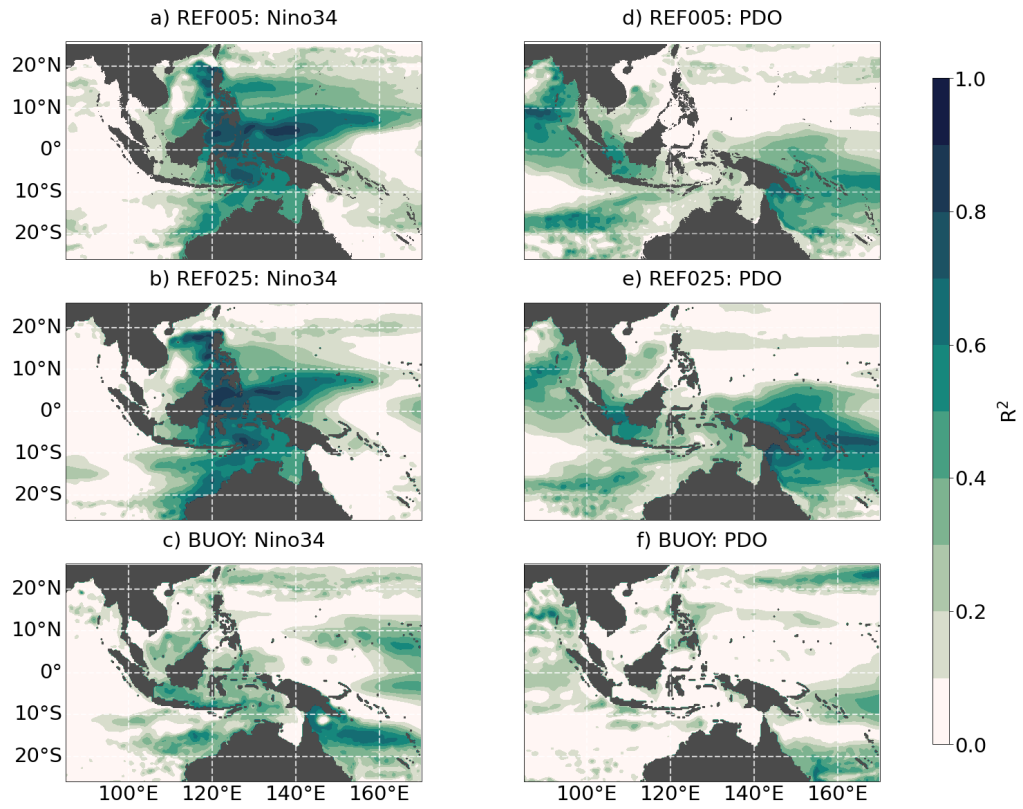 a) REF005: Nino34
d) REF005: PDO
20°N
10°N
0°
10°S
20°S
b) REF025: Nino34
e) REF025: PDO
20°N
10°N
0°
10°S
20°S
c) BUOY: Nino34
f) BUOY: PDO
20°N
10°N
0°
10°S
20°S
100°E 120°E 140°E 160°E
100°E 120°E 140°E 160°E
1.0
0.8
0.6
0.4
0.2
0.0
R²